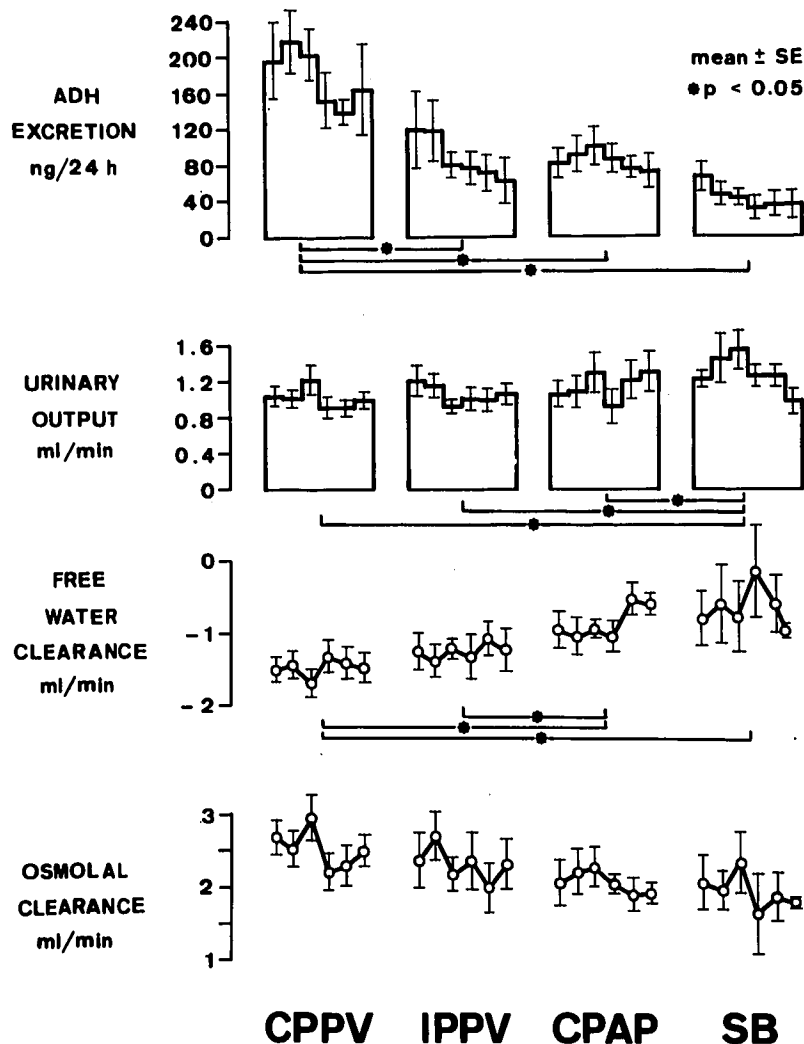 240
200
160
120
80
40
0
ADH
EXCRETION
ng/24 h
mean ± SE
*p < 0.05
*
*
*
1.6
1.2
0.8
0.4
0
URINARY
OUTPUT
ml/min
*
*
*
0
-1
-2
FREE
WATER
CLEARANCE
ml/min
*
*
*
3
2
1
OSMOLAL
CLEARANCE
ml/min
CPPV IPPV CPAP SB